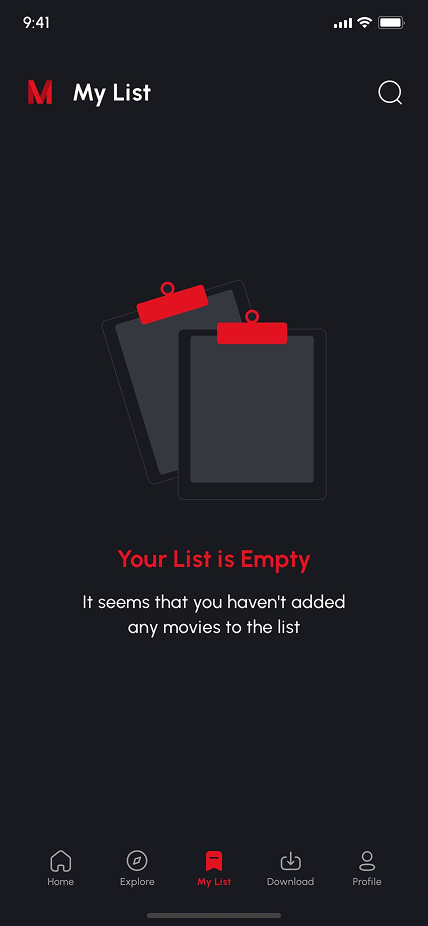 9:41
M My List
Your List is Empty
It seems that you haven't added
any movies to the list
Home Explore My List Download Profile